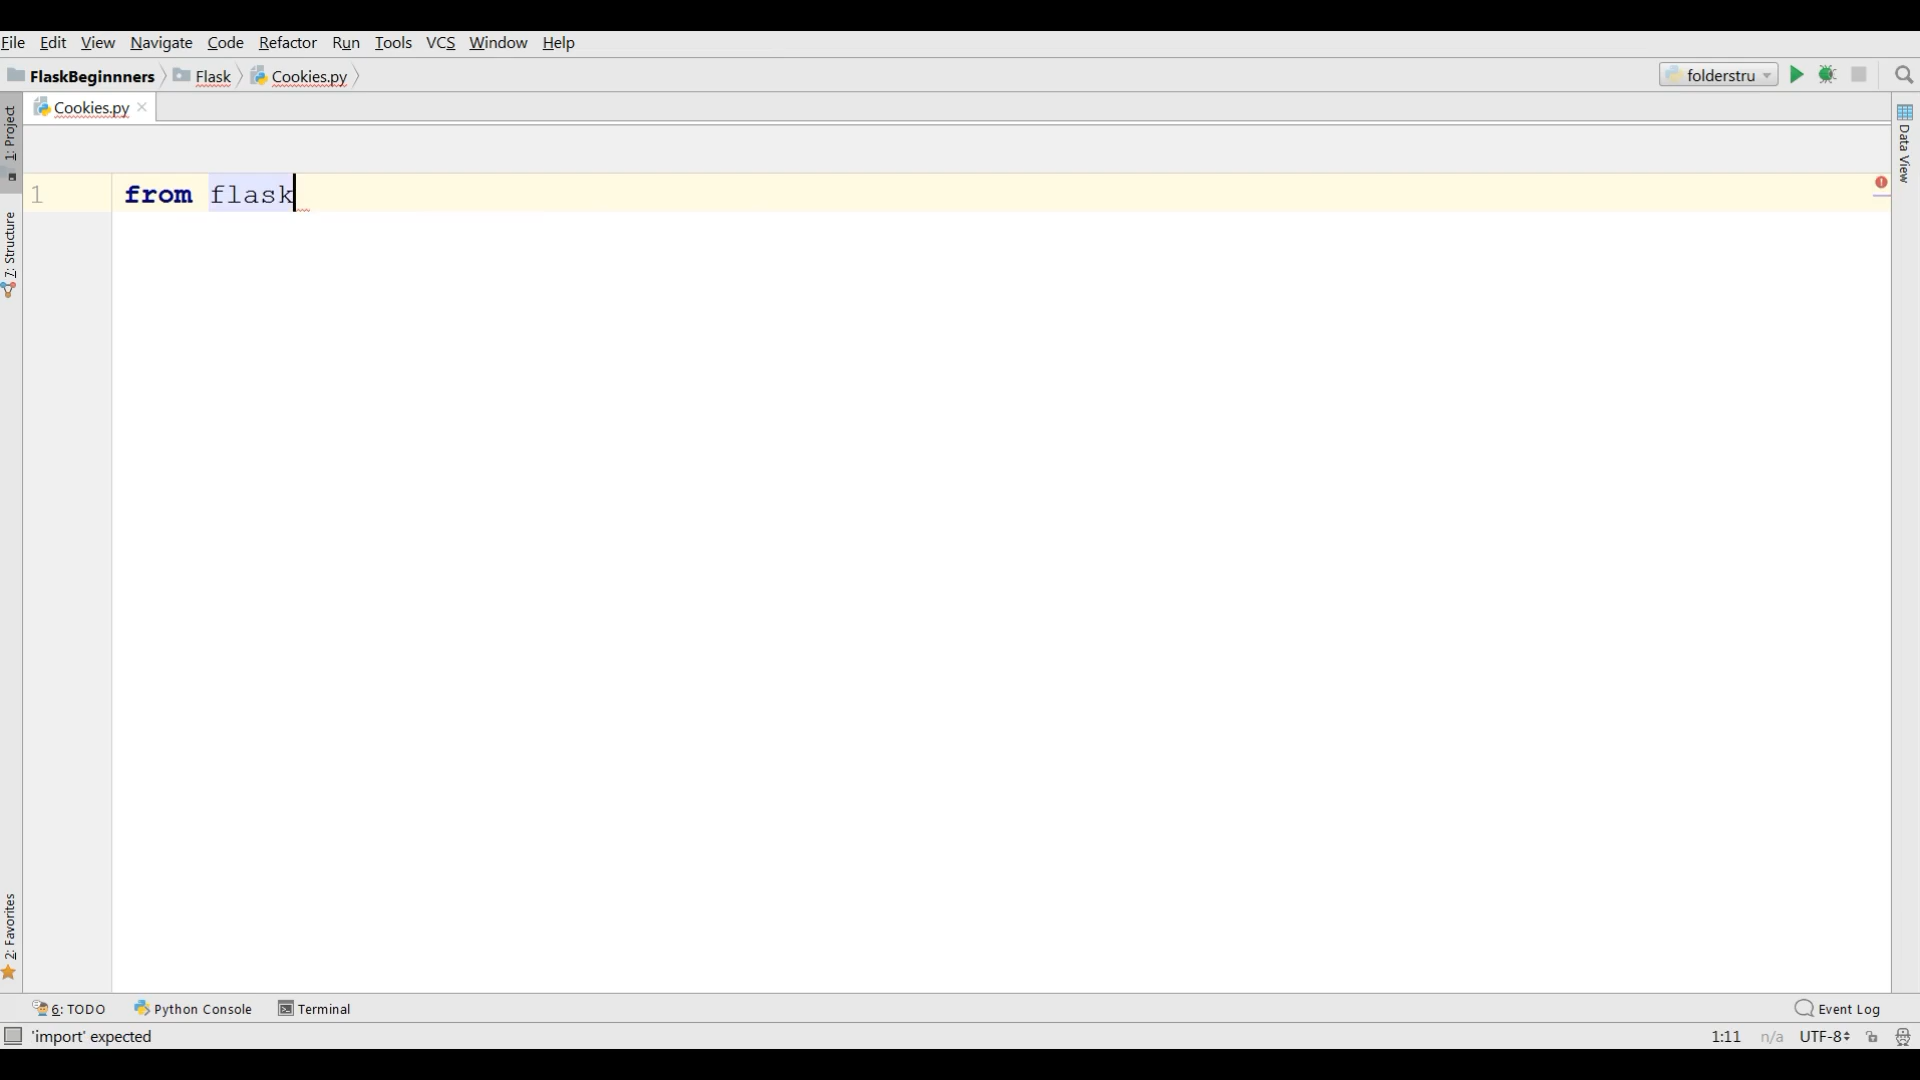 File Edit View Navigate Code Refactor Run Tools VCS Window Help
FlaskBeginnners Flask Cookies.py folderstru
Cookies.py
1: Project
7: Structure
2: Favorites
Data View
1 from flask
6: TODO Python Console Terminal Event Log
'import' expected 1:11 n/a UTF-8